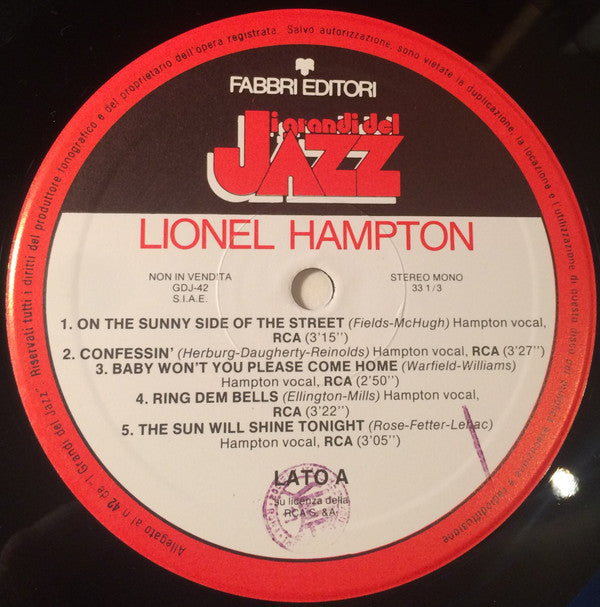 Riservati tutti i diritti del produttore fonografico e del proprietario dell'opera registrata. Salvo autorizzazione, sono vietate la duplicazione, la locazione e l'utilizzazione di questo disco per
radiodiffusione
Allegato al n. 42 de "I Grandi del Jazz"
FABBRI EDITORI
i grandi del
JAZZ
LIONEL HAMPTON
NON IN VENDITA
GDJ-42
S.I.A.E.
STEREO MONO
33 1/3
1. ON THE SUNNY SIDE OF THE STREET (Fields-McHugh) Hampton vocal,
RCA (3'15'')
2. CONFESSIN' (Herburg-Daugherty-Reinolds) Hampton vocal, RCA (3'27'')
3. BABY WON'T YOU PLEASE COME HOME (Warfield-Williams)
Hampton vocal, RCA (2'50'')
4. RING DEM BELLS (Ellington-Mills) Hampton vocal,
RCA (3'22'')
5. THE SUN WILL SHINE TONIGHT (Rose-Fetter-Lebac)
Hampton vocal, RCA (3'05'')
LATO A
su licenza della
RCA S. &A.